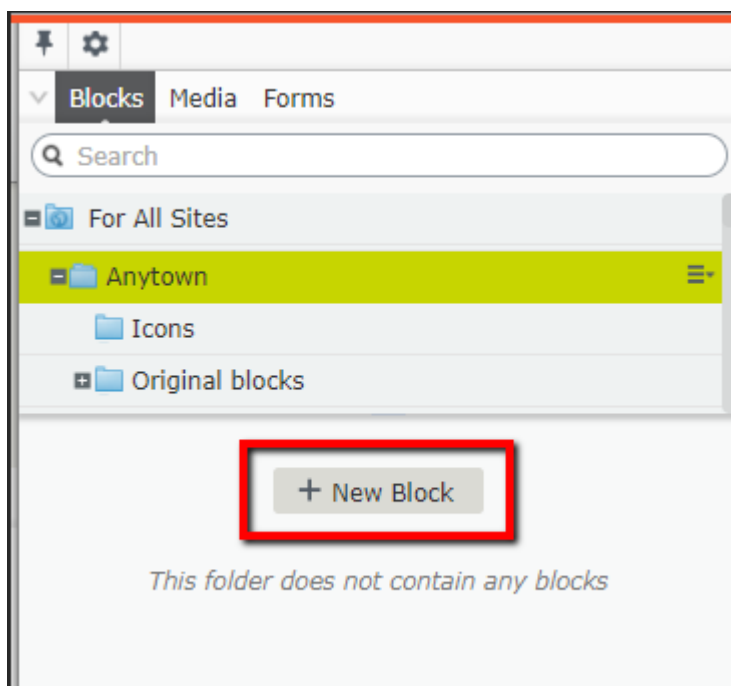 Blocks Media Forms
Search
For All Sites
Anytown
Icons
Original blocks
+ New Block
This folder does not contain any blocks